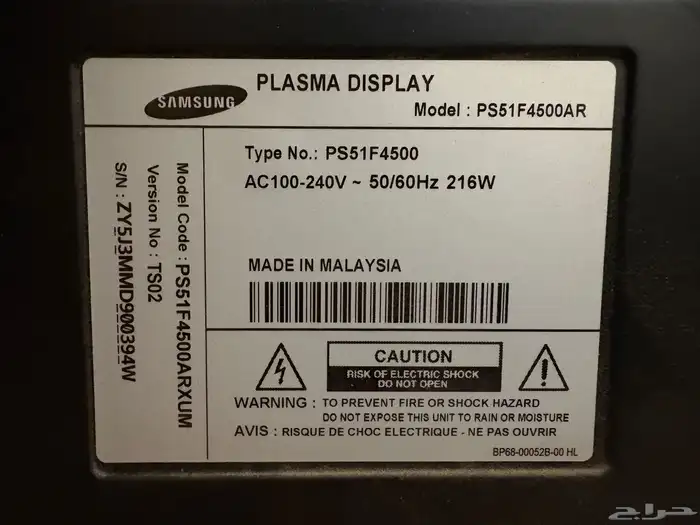 SAMSUNG
PLASMA DISPLAY
Model : PS51F4500AR
Type No.: PS51F4500
AC100-240V ~ 50/60Hz 216W
MADE IN MALAYSIA
Model Code : PS51F4500ARXUM
Version No : TS02
S/N : ZY5J3MMD900394W
CAUTION
RISK OF ELECTRIC SHOCK
DO NOT OPEN
WARNING : TO PREVENT FIRE OR SHOCK HAZARD
DO NOT EXPOSE THIS UNIT TO RAIN OR MOISTURE
AVIS : RISQUE DE CHOC ELECTRIQUE - NE PAS OUVRIR
BP68-00052B-00 HL
حراج